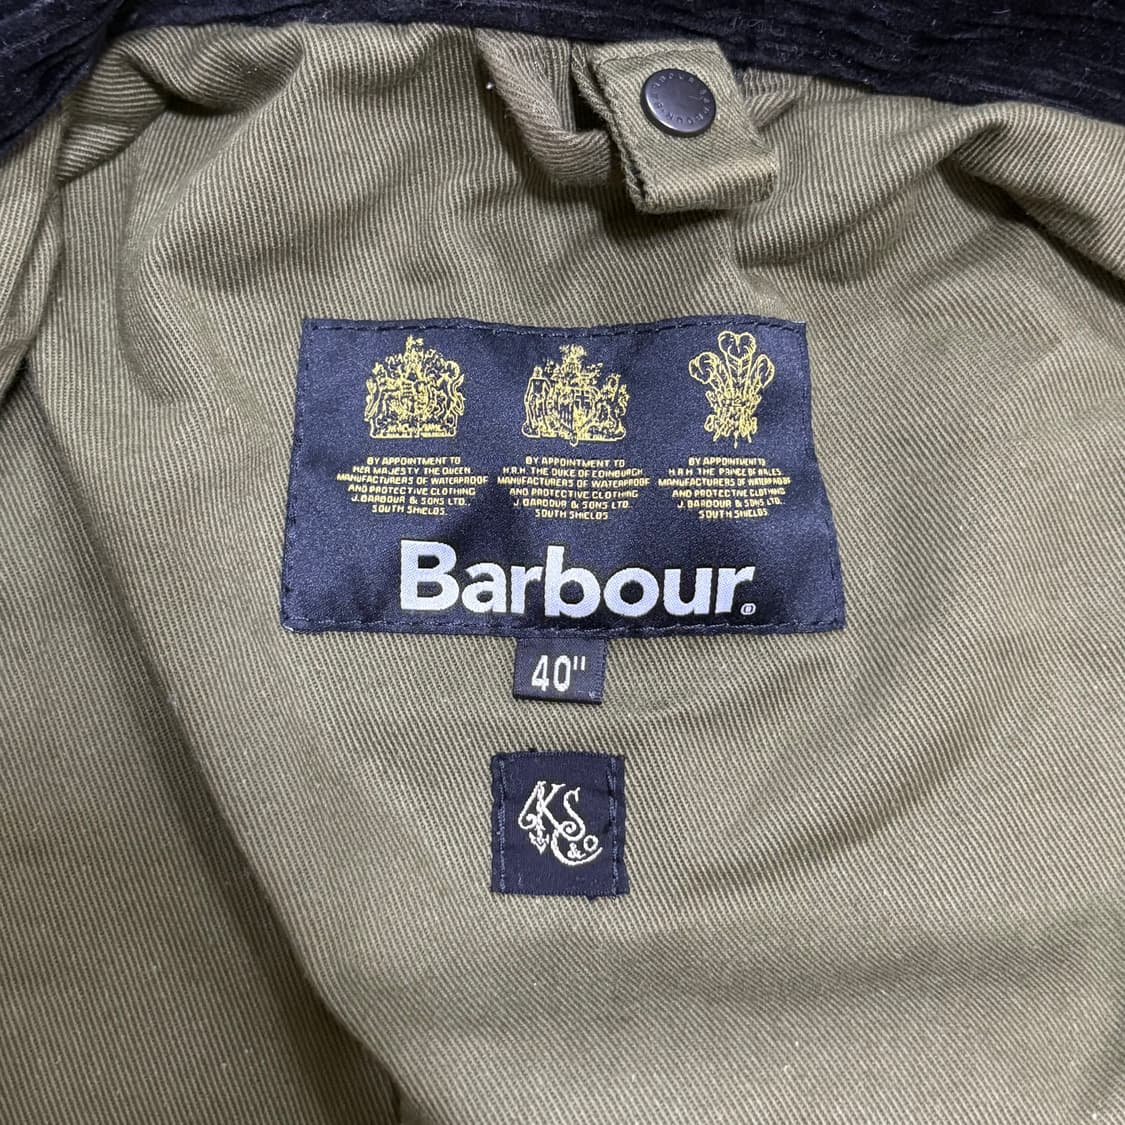 BY APPOINTMENT TO
HER MAJESTY THE QUEEN
MANUFACTURERS OF WATERPROOF
AND PROTECTIVE CLOTHING
J. BARBOUR & SONS LTD.,
SOUTH SHIELDS
BY APPOINTMENT TO
H.R.H. THE DUKE OF EDINBURGH
MANUFACTURERS OF WATERPROOF
AND PROTECTIVE CLOTHING
J. BARBOUR & SONS LTD.
SOUTH SHIELDS
BY APPOINTMENT TO
H.R.H THE PRINCE OF WALES
MANUFACTURERS OF WATERPROOF
AND PROTECTIVE CLOTHING
J. BARBOUR & SONS LTD.
SOUTH SHIELDS
Barbour®
40"